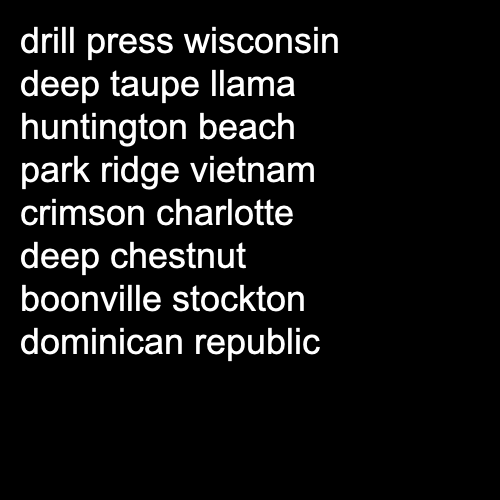 drill press wisconsin
deep taupe llama
huntington beach
park ridge vietnam
crimson charlotte
deep chestnut
boonville stockton
dominican republic